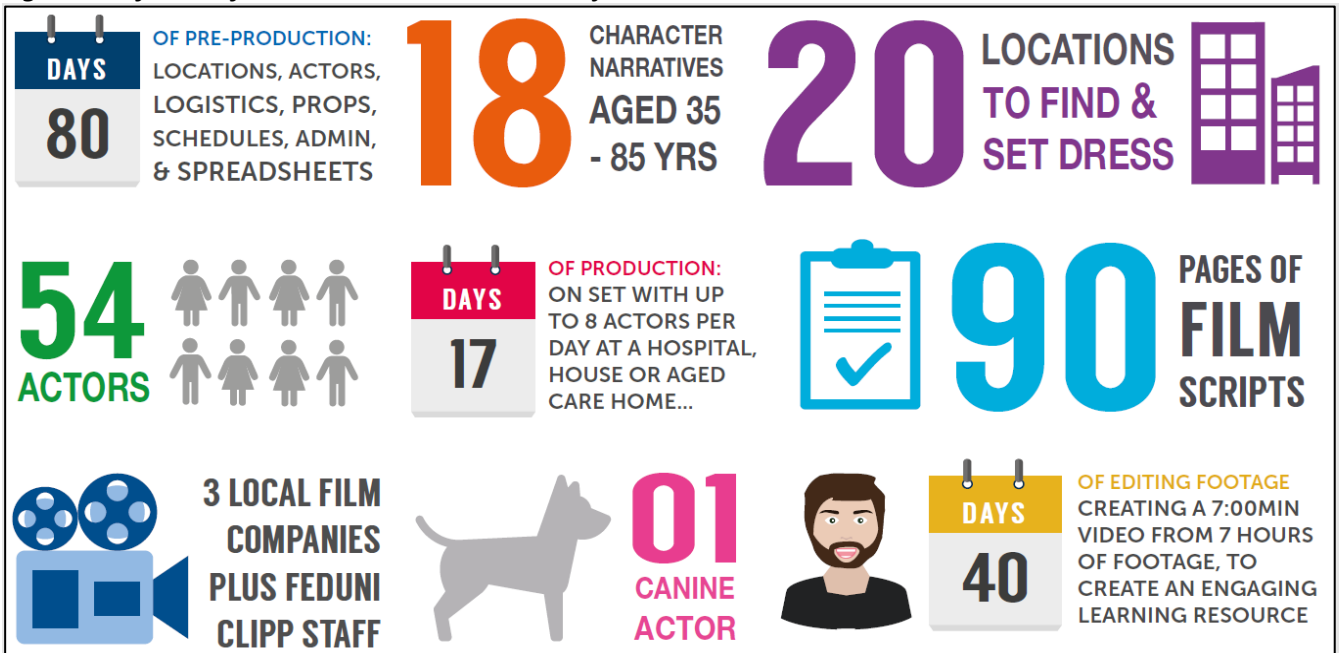 DAYS
80
OF PRE-PRODUCTION:
LOCATIONS, ACTORS,
LOGISTICS, PROPS,
SCHEDULES, ADMIN,
& SPREADSHEETS
18
CHARACTER
NARRATIVES
AGED 35
- 85 YRS
20
LOCATIONS
TO FIND &
SET DRESS
54
ACTORS
DAYS
17
OF PRODUCTION:
ON SET WITH UP
TO 8 ACTORS PER
DAY AT A HOSPITAL,
HOUSE OR AGED
CARE HOME...
90
PAGES OF
FILM
SCRIPTS
3 LOCAL FILM
COMPANIES
PLUS FEDUNI
CLIPP STAFF
01
CANINE
ACTOR
DAYS
40
OF EDITING FOOTAGE
CREATING A 7:00MIN
VIDEO FROM 7 HOURS
OF FOOTAGE, TO
CREATE AN ENGAGING
LEARNING RESOURCE